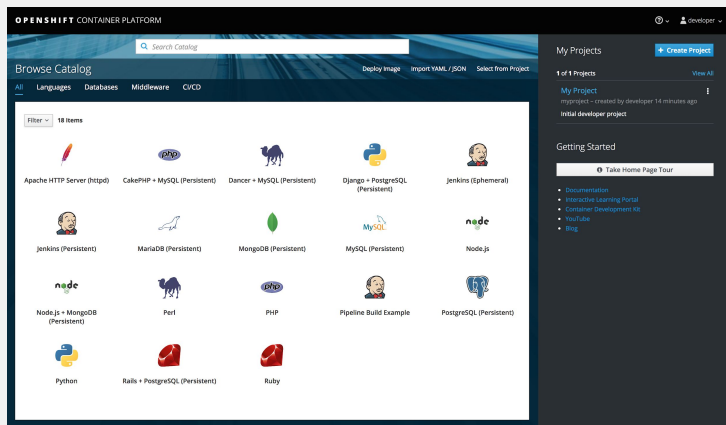 OPENSHIFT CONTAINER PLATFORM
developer
Search Catalog
Browse Catalog
Deploy Image Import YAML / JSON Select from Project
All Languages Databases Middleware CI/CD
Filter 18 Items
php
Apache HTTP Server (httpd) CakePHP + MySQL (Persistent) Dancer + MySQL (Persistent) Django + PostgreSQL (Persistent) Jenkins (Ephemeral)
MySQL
node
Jenkins (Persistent) MariaDB (Persistent) MongoDB (Persistent) MySQL (Persistent) Node.js
node
php
Node.js + MongoDB (Persistent) Perl PHP Pipeline Build Example PostgreSQL (Persistent)
Python Rails + PostgreSQL (Persistent) Ruby
My Projects
+ Create Project
1 of 1 Projects View All
My Project
myproject – created by developer 14 minutes ago
Initial developer project
Getting Started
Take Home Page Tour
Documentation
Interactive Learning Portal
Container Development Kit
YouTube
Blog